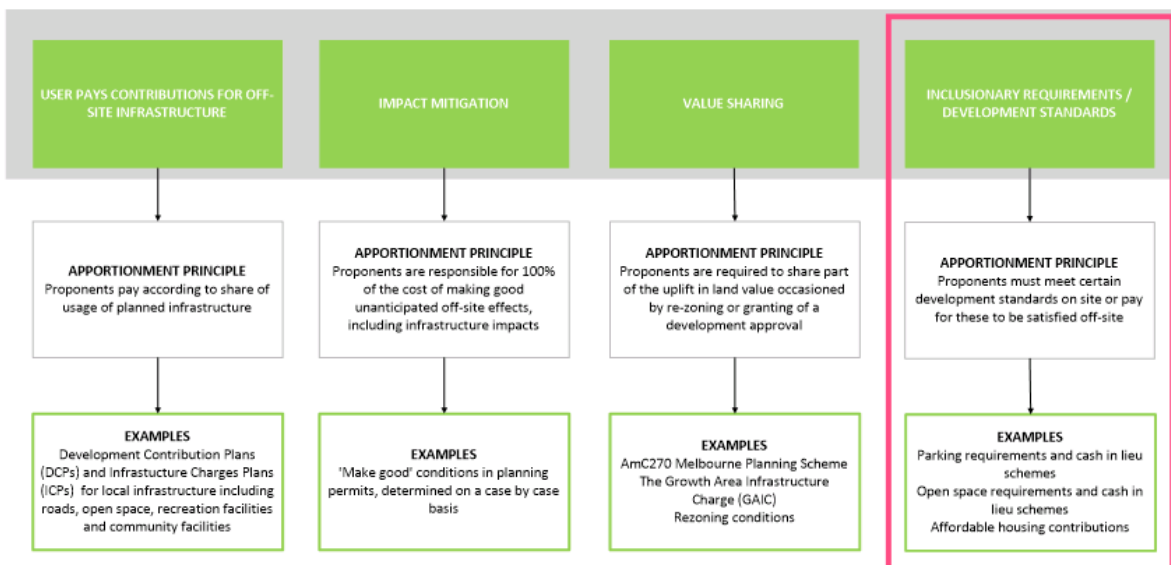 USER PAYS CONTRIBUTIONS FOR OFF-
SITE INFRASTRUCTURE
IMPACT MITIGATION
VALUE SHARING
INCLUSIONARY REQUIREMENTS /
DEVELOPMENT STANDARDS
APPORTIONMENT PRINCIPLE
Proponents pay according to share of
usage of planned infrastructure
APPORTIONMENT PRINCIPLE
Proponents are responsible for 100%
of the cost of making good
unanticipated off-site effects,
including infrastructure impacts
APPORTIONMENT PRINCIPLE
Proponents are required to share part
of the uplift in land value occasioned
by re-zoning or granting of a
development approval
APPORTIONMENT PRINCIPLE
Proponents must meet certain
development standards on site or pay
for these to be satisfied off-site
EXAMPLES
Development Contribution Plans
(DCPs) and Infrastucture Charges Plans
(ICPs) for local infrastructure including
roads, open space, recreation facilities
and community facilities
EXAMPLES
'Make good' conditions in planning
permits, determined on a case by case
basis
EXAMPLES
AmC270 Melbourne Planning Scheme
The Growth Area Infrastructure
Charge (GAIC)
Rezoning conditions
EXAMPLES
Parking requirements and cash in lieu
schemes
Open space requirements and cash in
lieu schemes
Affordable housing contributions